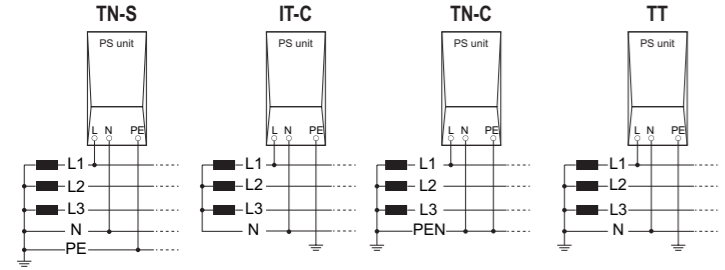 TN-S IT-C TN-C TT
PS unit PS unit PS unit PS unit
L N PE L N PE L N PE L N PE
L1 L1 L1 L1
L2 L2 L2 L2
L3 L3 L3 L3
N N PEN N
PE